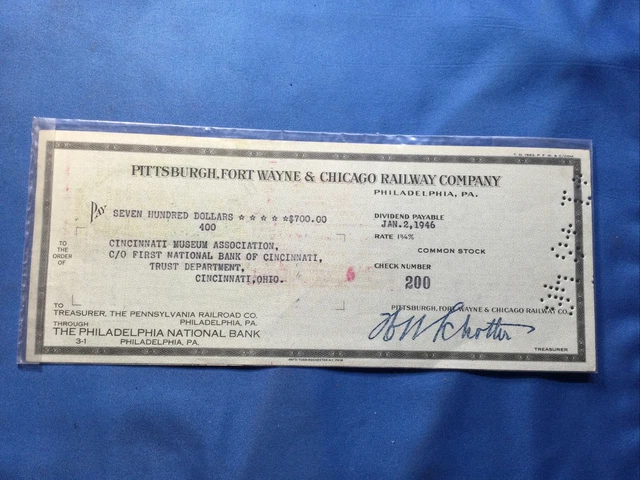 PITTSBURGH, FORT WAYNE & CHICAGO RAILWAY COMPANY
PHILADELPHIA, PA.
PAY SEVEN HUNDRED DOLLARS ☆ ☆ ☆ ☆ ☆$700.00
400
DIVIDEND PAYABLE
JAN.2,1946
RATE 1¾%
COMMON STOCK
TO THE ORDER OF
CINCINNATI MUSEUM ASSOCIATION,
C/O FIRST NATIONAL BANK OF CINCINNATI,
TRUST DEPARTMENT,
CINCINNATI,OHIO.
CHECK NUMBER
200
TO
TREASURER, THE PENNSYLVANIA RAILROAD CO.
PHILADELPHIA, PA.
THROUGH
THE PHILADELPHIA NATIONAL BANK
3-1 PHILADELPHIA, PA.
PITTSBURGH, FORT WAYNE & CHICAGO RAILWAY CO.
TREASURER